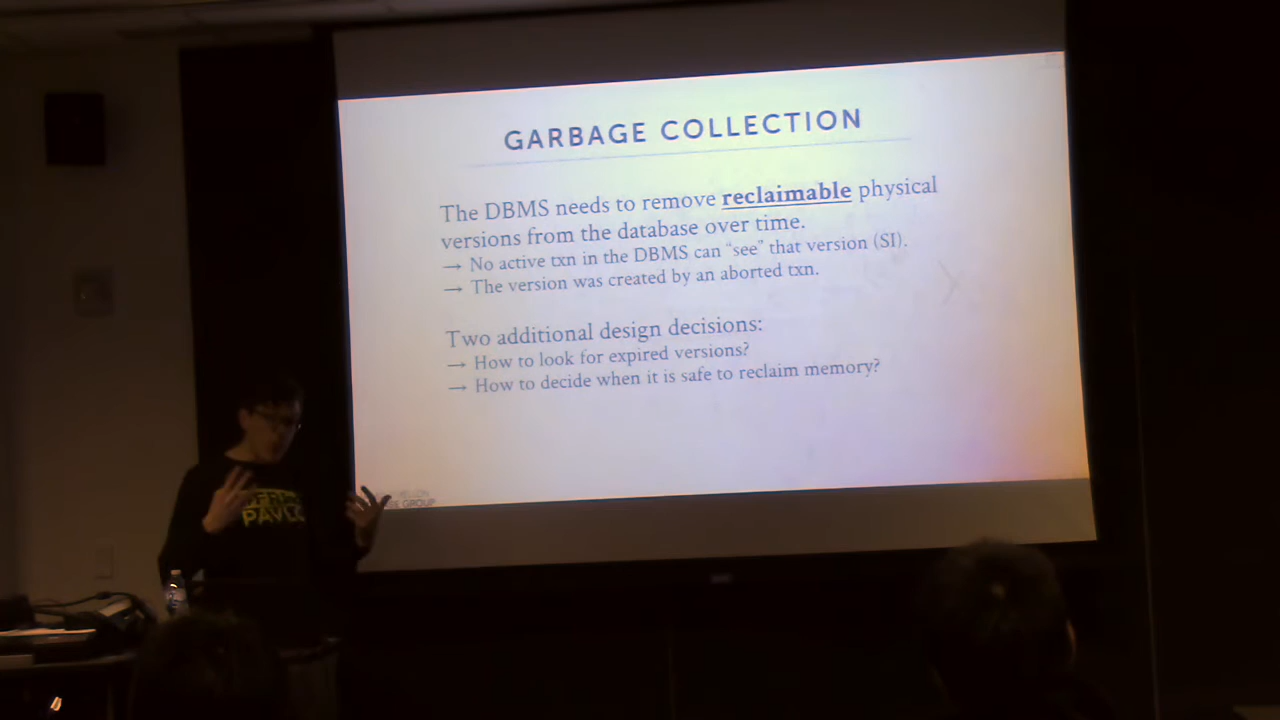 GARBAGE COLLECTION
The DBMS needs to remove reclaimable physical
versions from the database over time.
→ No active txn in the DBMS can “see” that version (SI).
→ The version was created by an aborted txn.
Two additional design decisions:
→ How to look for expired versions?
→ How to decide when it is safe to reclaim memory?
GROUP
PAVLO